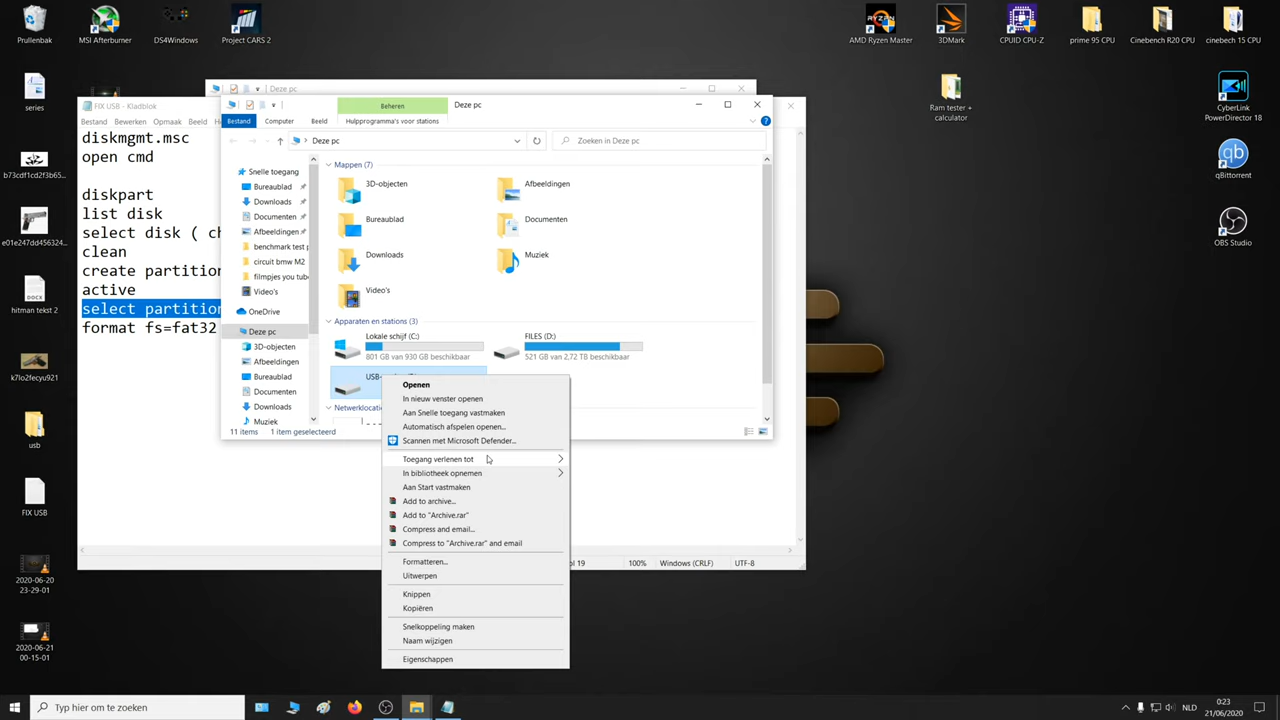 Prullenbak
MSI Afterburner
DS4Windows
Project CARS 2
AMD Ryzen Master
3DMark
CPUID CPU-Z
prime 95 CPU
Cinebench R20 CPU
cinebech 15 CPU
series
Ram tester +
calculator
CyberLink
PowerDirector 18
b73cdf1cd2f3b65...
qBittorrent
e01e247dd456324...
OBS Studio
hitman tekst 2
k7lo2fecyu961
usb
FIX USB
2020-06-20
23-29-01
2020-06-21
00-15-01
Deze pc
FIX USB - Kladblok
Bestand
Bewerken
Opmaak
Beeld
diskmgmt.msc
open cmd
diskpart
list disk
select disk ( ch
clean
create partition
active
select partition
format fs=fat32
100%
Windows (CRLF)
UTF-8
Beheren
Deze pc
Bestand
Computer
Beeld
Hulpprogramma's voor stations
Deze pc
Zoeken in Deze pc
Snelle toegang
Bureaublad
Downloads
Documenten
Afbeeldingen
benchmark test p
circuit bmw M2
filmpjes you tube
Video's
OneDrive
Deze pc
3D-objecten
Afbeeldingen
Bureaublad
Documenten
Downloads
Muziek
Mappen (7)
3D-objecten
Afbeeldingen
Bureaublad
Documenten
Downloads
Muziek
Video's
Apparaten en stations (3)
Lokale schijf (C:)
801 GB van 930 GB beschikbaar
FILES (D:)
521 GB van 2,72 TB beschikbaar
Netwerklocatie
11 items
1 item geselecteerd
Openen
In nieuw venster openen
Aan Snelle toegang vastmaken
Automatisch afspelen openen...
Scannen met Microsoft Defender...
Toegang verlenen tot
In bibliotheek opnemen
Aan Start vastmaken
Add to archive...
Add to "Archive.rar"
Compress and email...
Compress to "Archive.rar" and email
Formatteren...
Uitwerpen
Knippen
Kopiëren
Snelkoppeling maken
Naam wijzigen
Eigenschappen
Typ hier om te zoeken
NLD
0:23
21/06/2020